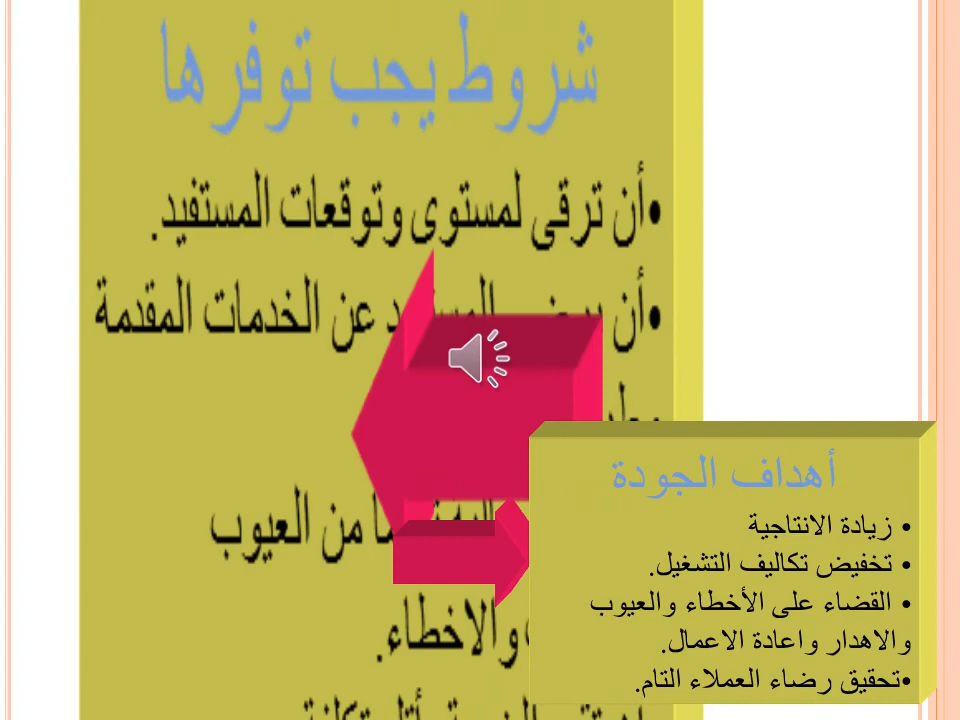 شروط يجب توفرها
•أن ترقى لمستوى وتوقعات المستفيد.
•أن عن الخدمات المقدمة
من العيوب
والاخطاء.
أهداف الجودة
• زيادة الانتاجية
• تخفيض تكاليف التشغيل.
• القضاء على الأخطاء والعيوب
والاهدار واعادة الاعمال.
•تحقيق رضاء العملاء التام.